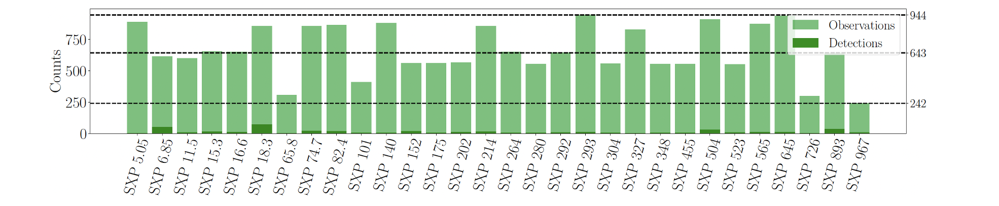 Counts
750
500
250
0
944
643
242
Observations
Detections
SXP 5.05
SXP 6.85
SXP 11.5
SXP 15.3
SXP 16.6
SXP 18.3
SXP 65.8
SXP 74.7
SXP 82.4
SXP 101
SXP 140
SXP 152
SXP 175
SXP 202
SXP 214
SXP 264
SXP 280
SXP 292
SXP 293
SXP 304
SXP 327
SXP 348
SXP 455
SXP 504
SXP 523
SXP 565
SXP 645
SXP 726
SXP 893
SXP 967